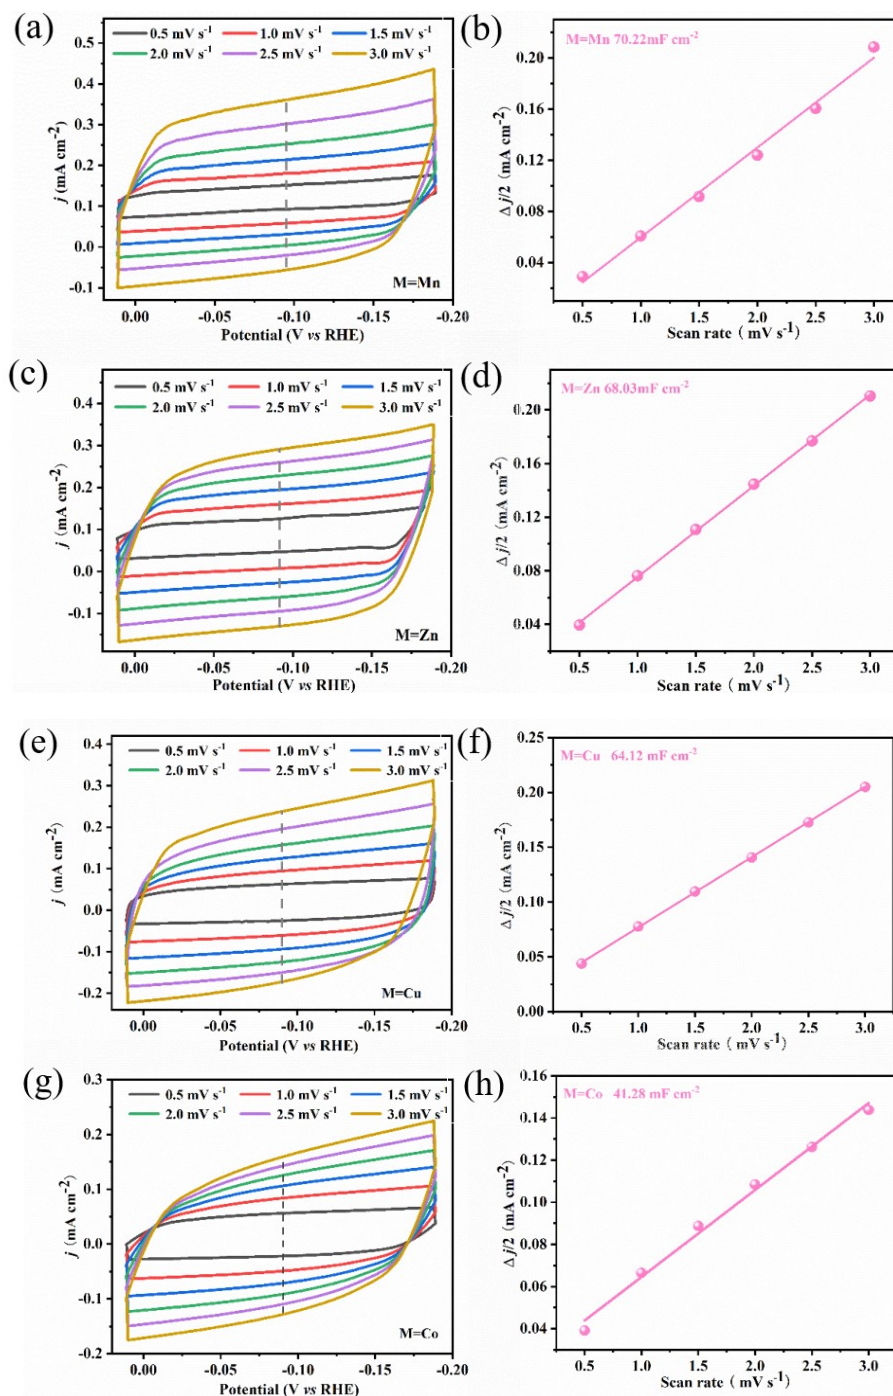 (a)
0.5 mV s⁻¹ 1.0 mV s⁻¹ 1.5 mV s⁻¹
2.0 mV s⁻¹ 2.5 mV s⁻¹ 3.0 mV s⁻¹
0.5
0.4
0.3
0.2
0.1
0.0
-0.1
j (mA cm⁻²)
M=Mn
0.00 -0.05 -0.10 -0.15 -0.20
Potential (V vs RHE)
(b)
M=Mn 70.22mF cm⁻²
0.20
0.16
0.12
0.08
0.04
Δ j/2 (mA cm⁻²)
0.5 1.0 1.5 2.0 2.5 3.0
Scan rate ( mV s⁻¹)
(c)
0.5 mV s⁻¹ 1.0 mV s⁻¹ 1.5 mV s⁻¹
2.0 mV s⁻¹ 2.5 mV s⁻¹ 3.0 mV s⁻¹
0.4
0.3
0.2
0.1
0.0
-0.1
j (mA cm⁻²)
M=Zn
0.00 -0.05 -0.10 -0.15 -0.20
Potential (V vs RHE)
(d)
M=Zn 68.03mF cm⁻²
0.20
0.16
0.12
0.08
0.04
Δ j/2 (mA cm⁻²)
0.5 1.0 1.5 2.0 2.5 3.0
Scan rate ( mV s⁻¹)
(e)
0.5 mV s⁻¹ 1.0 mV s⁻¹ 1.5 mV s⁻¹
2.0 mV s⁻¹ 2.5 mV s⁻¹ 3.0 mV s⁻¹
0.4
0.3
0.2
0.1
0.0
-0.1
-0.2
j (mA cm⁻²)
M=Cu
0.00 -0.05 -0.10 -0.15 -0.20
Potential (V vs RHE)
(f)
M=Cu 64.12 mF cm⁻²
0.25
0.20
0.15
0.10
0.05
0.00
Δ j/2 (mA cm⁻²)
0.5 1.0 1.5 2.0 2.5 3.0
Scan rate ( mV s⁻¹)
(g)
0.5 mV s⁻¹ 1.0 mV s⁻¹ 1.5 mV s⁻¹
2.0 mV s⁻¹ 2.5 mV s⁻¹ 3.0 mV s⁻¹
0.3
0.2
0.1
0.0
-0.1
-0.2
j (mA cm⁻²)
M=Co
0.00 -0.05 -0.10 -0.15 -0.20
Potential (V vs RHE)
(h)
M=Co 41.28 mF cm⁻²
0.16
0.14
0.12
0.10
0.08
0.06
0.04
Δ j/2 (mA cm⁻²)
0.5 1.0 1.5 2.0 2.5 3.0
Scan rate ( mV s⁻¹)